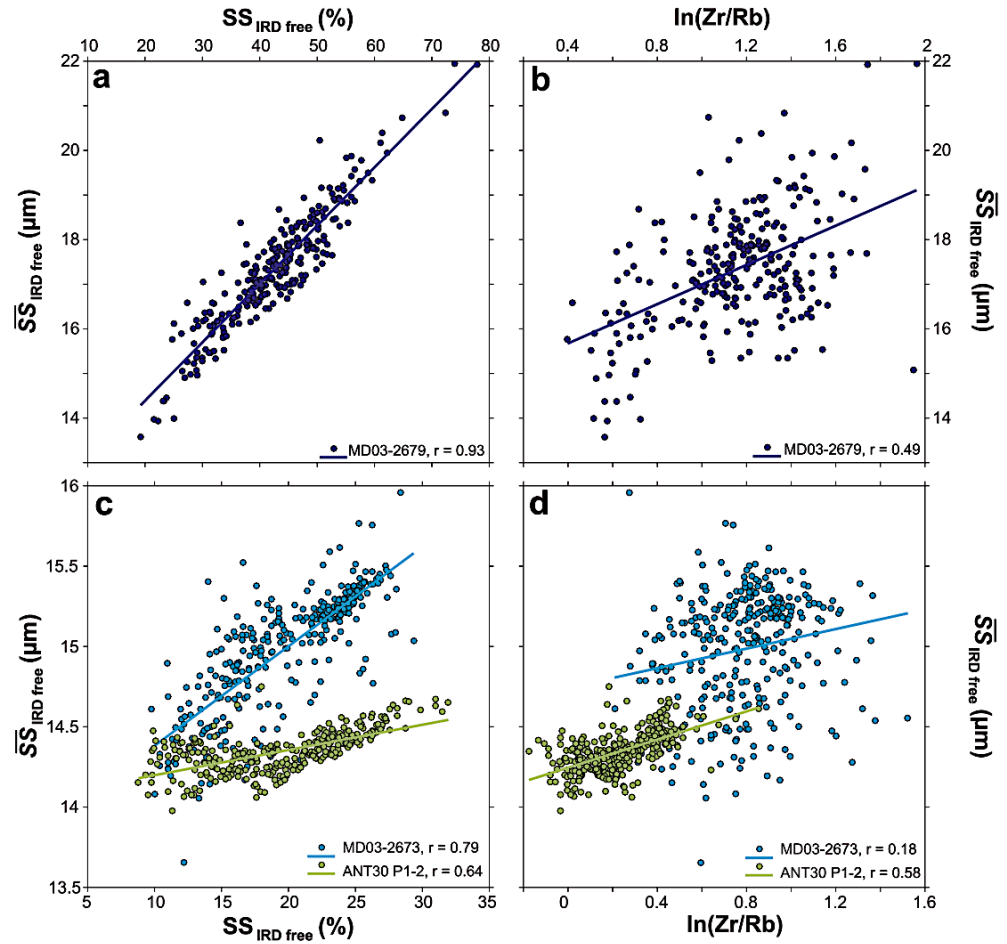 SS IRD free (%)
10 20 30 40 50 60 70 80
ln(Zr/Rb)
0.4 0.8 1.2 1.6 2
a
22
20
18
16
14
S̅S̅ IRD free (µm)
MD03-2679, r = 0.93
b
22
20
18
16
14
S̅S̅ IRD free (µm)
MD03-2679, r = 0.49
c
16
15.5
15
14.5
14
13.5
S̅S̅ IRD free (µm)
MD03-2673, r = 0.79
ANT30 P1-2, r = 0.64
5 10 15 20 25 30 35
SS IRD free (%)
d
S̅S̅ IRD free (µm)
MD03-2673, r = 0.18
ANT30 P1-2, r = 0.58
0 0.4 0.8 1.2 1.6
ln(Zr/Rb)